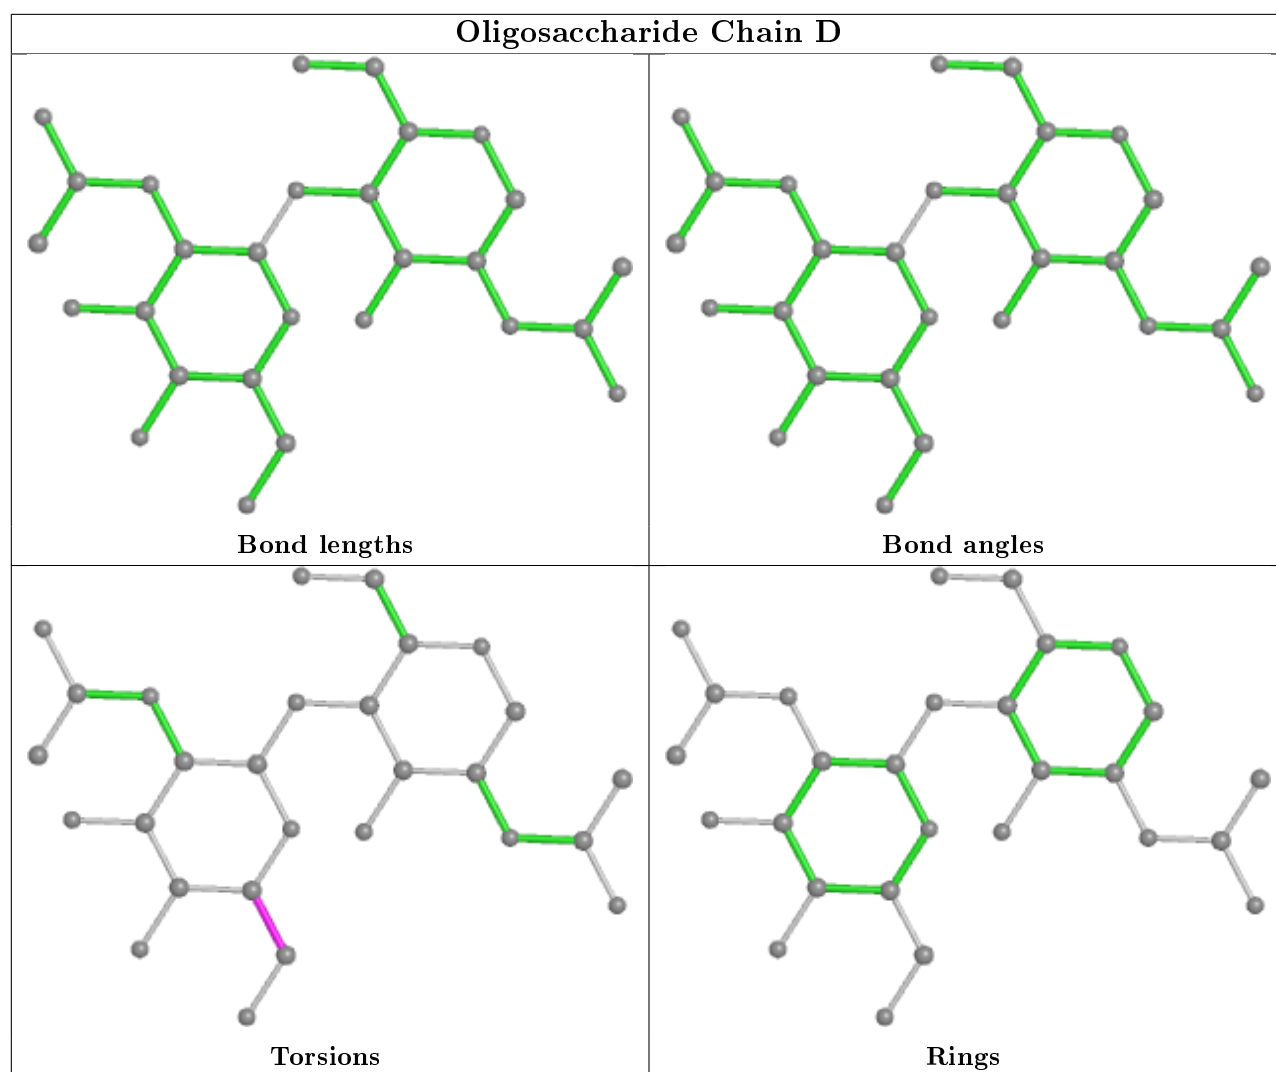 Oligosaccharide Chain D
Bond lengths
Bond angles
Torsions
Rings